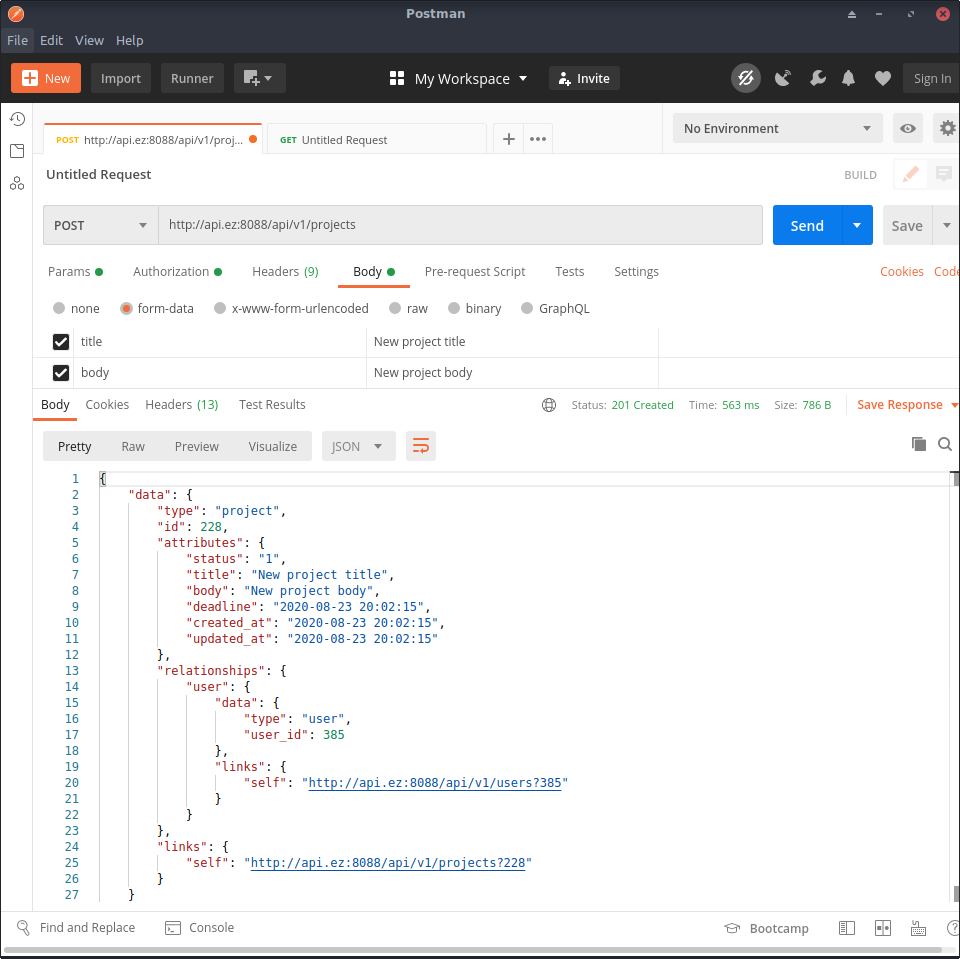 Postman
File Edit View Help
New Import Runner My Workspace Invite Sign In
POST http://api.ez:8088/api/v1/proj... GET Untitled Request No Environment
Untitled Request BUILD
POST http://api.ez:8088/api/v1/projects Send Save
Params Authorization Headers (9) Body Pre-request Script Tests Settings Cookies Code
none form-data x-www-form-urlencoded raw binary GraphQL
title New project title
body New project body
Body Cookies Headers (13) Test Results Status: 201 Created Time: 563 ms Size: 786 B Save Response
Pretty Raw Preview Visualize JSON
1 {
2 "data": {
3 "type": "project",
4 "id": 228,
5 "attributes": {
6 "status": "1",
7 "title": "New project title",
8 "body": "New project body",
9 "deadline": "2020-08-23 20:02:15",
10 "created_at": "2020-08-23 20:02:15",
11 "updated_at": "2020-08-23 20:02:15"
12 },
13 "relationships": {
14 "user": {
15 "data": {
16 "type": "user",
17 "user_id": 385
18 },
19 "links": {
20 "self": "http://api.ez:8088/api/v1/users?385"
21 }
22 }
23 },
24 "links": {
25 "self": "http://api.ez:8088/api/v1/projects?228"
26 }
27 }
Find and Replace Console Bootcamp